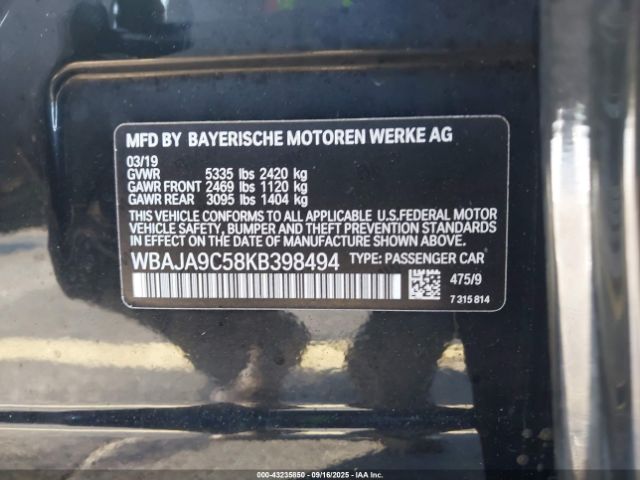 MFD BY BAYERISCHE MOTOREN WERKE AG
03/19
GVWR 5335 lbs 2420 kg
GAWR FRONT 2469 lbs 1120 kg
GAWR REAR 3095 lbs 1404 kg
THIS VEHICLE CONFORMS TO ALL APPLICABLE U.S.FEDERAL MOTOR
VEHICLE SAFETY, BUMPER AND THEFT PREVENTION STANDARDS
IN EFFECT ON THE DATE OF MANUFACTURE SHOWN ABOVE.
WBAJA9C58KB398494 TYPE: PASSENGER CAR
475/9
7 315 814
000-43235850 - 09/16/2025 - IAA Inc.